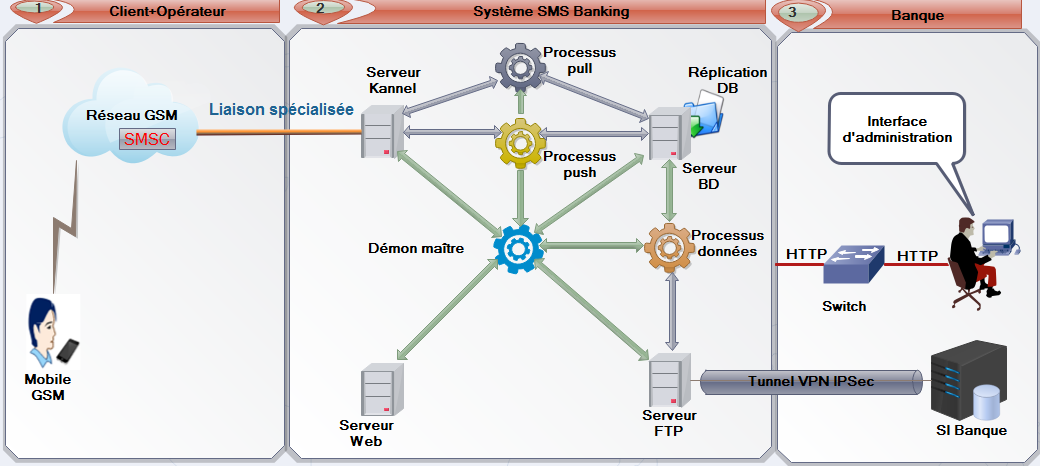 1
Client+Opérateur
2
Système SMS Banking
3
Banque
Réseau GSM
SMSC
Liaison spécialisée
Mobile
GSM
Serveur
Kannel
Processus
pull
Réplication
DB
Processus
push
Serveur
BD
Démon maître
Processus
données
Serveur
Web
Serveur
FTP
Tunnel VPN IPSec
Interface
d'administration
HTTP
HTTP
Switch
SI Banque